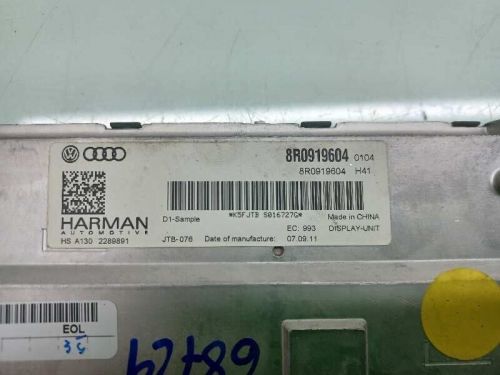 8R0919604 0104
8R0919604 H41
*K5FJTB S016727G*
D1-Sample
Made in CHINA
HARMAN
AUTOMOTIVE
EC: 993 DISPLAY-UNIT
HS A130 2289891 JTB-076 Date of manufacture: 07.09.11
EOL
68729